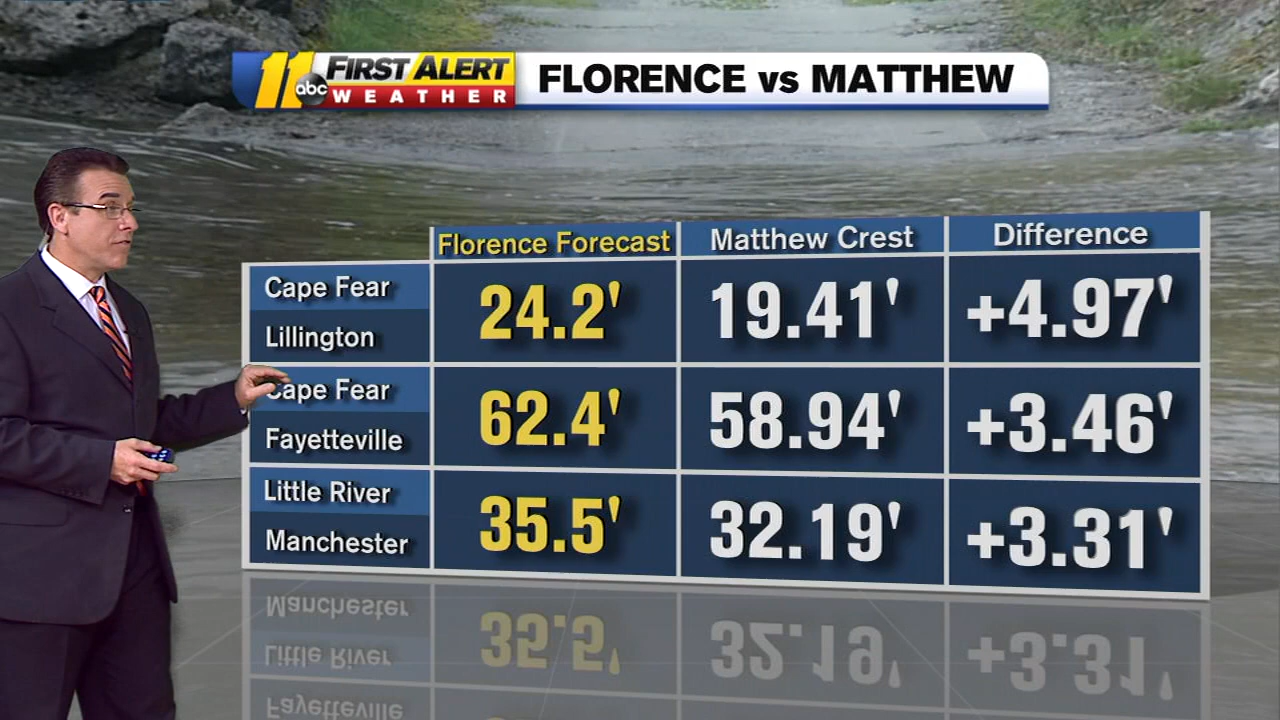 11 abc FIRST ALERT WEATHER
FLORENCE vs MATTHEW
Florence Forecast Matthew Crest Difference
Cape Fear
Lillington
24.2' 19.41' +4.97'
Cape Fear
Fayetteville
62.4' 58.94' +3.46'
Little River
Manchester
35.5' 32.19' +3.31'